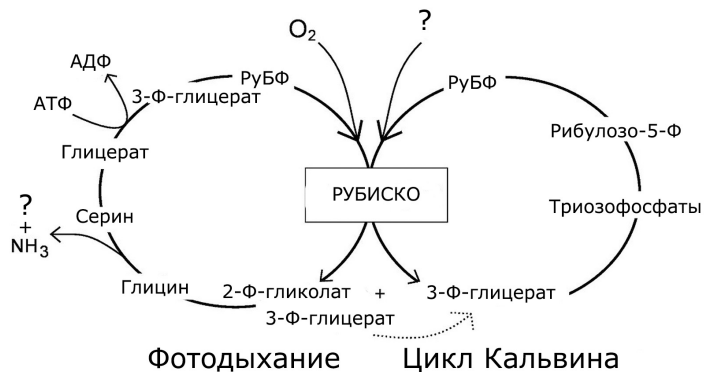 O₂
?
АДФ
РуБФ
РуБФ
АТФ
3-Ф-глицерат
Глицерат
Рибулозо-5-Ф
РУБИСКО
?
+
NH₃
Серин
Триозофосфаты
Глицин
2-Ф-гликолат + 3-Ф-глицерат
3-Ф-глицерат
Фотодыхание Цикл Кальвина